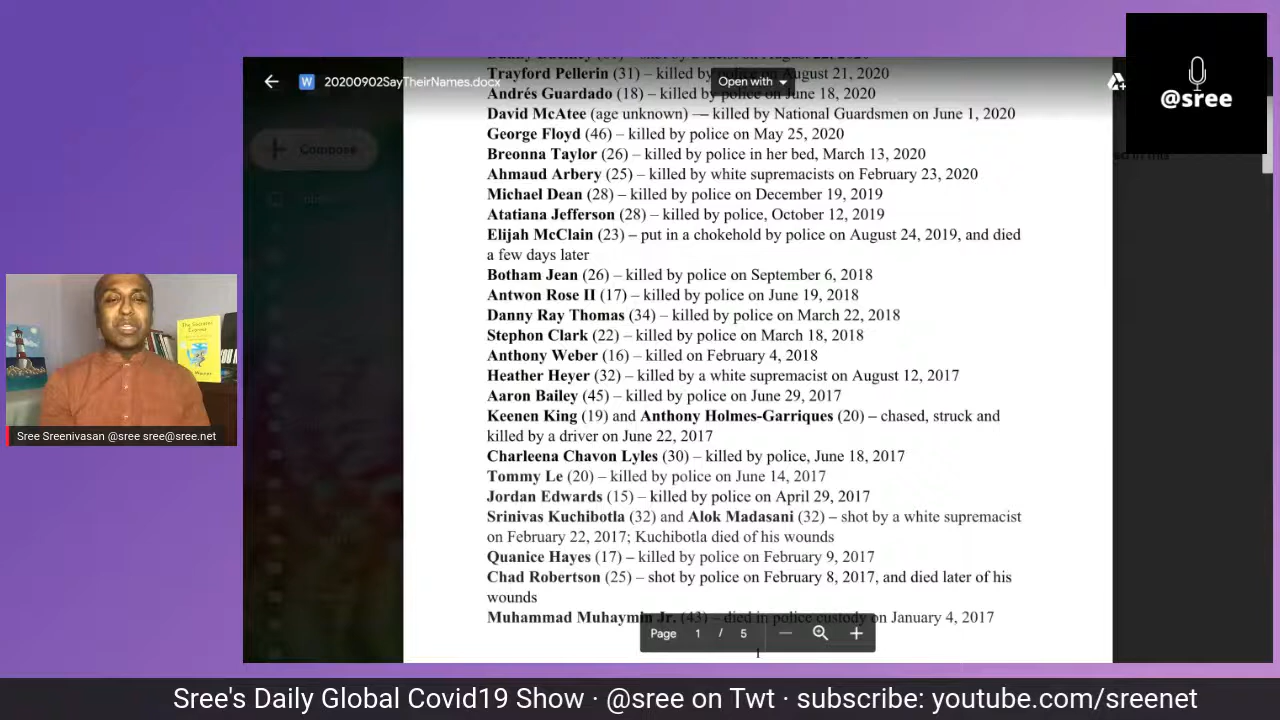 20200902SayTheirNames.docx
Open with
@sree
Compose
Trayford Pellerin (31) – killed by police on August 21, 2020
Andrés Guardado (18) – killed by police on June 18, 2020
David McAtee (age unknown) –– killed by National Guardsmen on June 1, 2020
George Floyd (46) – killed by police on May 25, 2020
Breonna Taylor (26) – killed by police in her bed, March 13, 2020
Ahmaud Arbery (25) – killed by white supremacists on February 23, 2020
Michael Dean (28) – killed by police on December 19, 2019
Atatiana Jefferson (28) – killed by police, October 12, 2019
Elijah McClain (23) – put in a chokehold by police on August 24, 2019, and died
a few days later
Botham Jean (26) – killed by police on September 6, 2018
Antwon Rose II (17) – killed by police on June 19, 2018
Danny Ray Thomas (34) – killed by police on March 22, 2018
Stephon Clark (22) – killed by police on March 18, 2018
Anthony Weber (16) – killed on February 4, 2018
Heather Heyer (32) – killed by a white supremacist on August 12, 2017
Aaron Bailey (45) – killed by police on June 29, 2017
Keenen King (19) and Anthony Holmes-Garriques (20) – chased, struck and
killed by a driver on June 22, 2017
Charleena Chavon Lyles (30) – killed by police, June 18, 2017
Tommy Le (20) – killed by police on June 14, 2017
Jordan Edwards (15) – killed by police on April 29, 2017
Srinivas Kuchibotla (32) and Alok Madasani (32) – shot by a white supremacist
on February 22, 2017; Kuchibotla died of his wounds
Quanice Hayes (17) – killed by police on February 9, 2017
Chad Robertson (25) – shot by police on February 8, 2017, and died later of his
wounds
Muhammad Muhaymin Jr. (43) – died in police custody on January 4, 2017
Page 1 / 5
1
The Socrates
Express
Sree Sreenivasan @sree sree@sree.net
Sree's Daily Global Covid19 Show · @sree on Twt · subscribe: youtube.com/sreenet